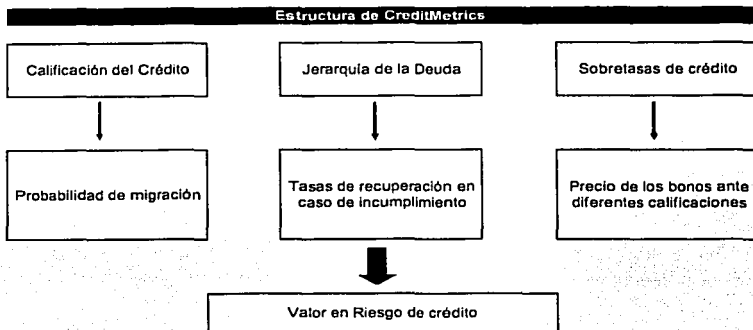 Estructura de CreditMetrics
Calificación del Crédito
Jerarquía de la Deuda
Sobretasas de crédito
Probabilidad de migración
Tasas de recuperación en
caso de incumplimiento
Precio de los bonos ante
diferentes calificaciones
Valor en Riesgo de crédito